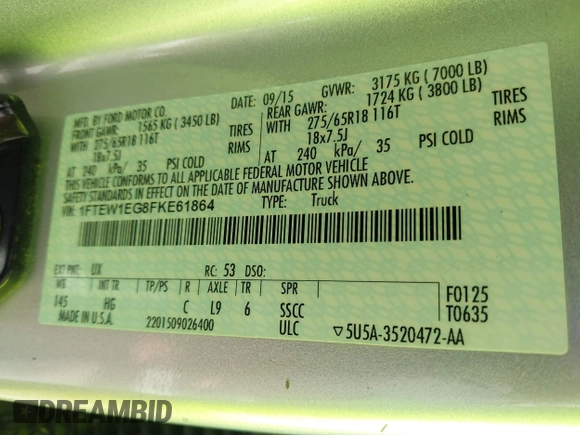 MFD. BY FORD MOTOR CO.
DATE: 09/15 GVWR: 3175 KG ( 7000 LB)
FRONT GAWR: 1565 KG ( 3450 LB)
REAR GAWR: 1724 KG ( 3800 LB)
WITH 275/65R18 116T TIRES
WITH 275/65R18 116T TIRES
18x7.5J RIMS
18x7.5J RIMS
AT 240 kPa/ 35 PSI COLD
AT 240 kPa/ 35 PSI COLD
THIS VEHICLE CONFORMS TO ALL APPLICABLE FEDERAL MOTOR VEHICLE
SAFETY STANDARDS IN EFFECT ON THE DATE OF MANUFACTURE SHOWN ABOVE.
VIN: 1FTEW1EG8FKE61864 TYPE: Truck
EXT PNT: UX RC: 53 DSO:
WB INT TR TP/PS R AXLE TR SPR
145 HG C L9 6 SSCC
F0125
T0635
MADE IN U.S.A. 2201509026400 ULC ▽5U5A-3520472-AA
DREAMBID